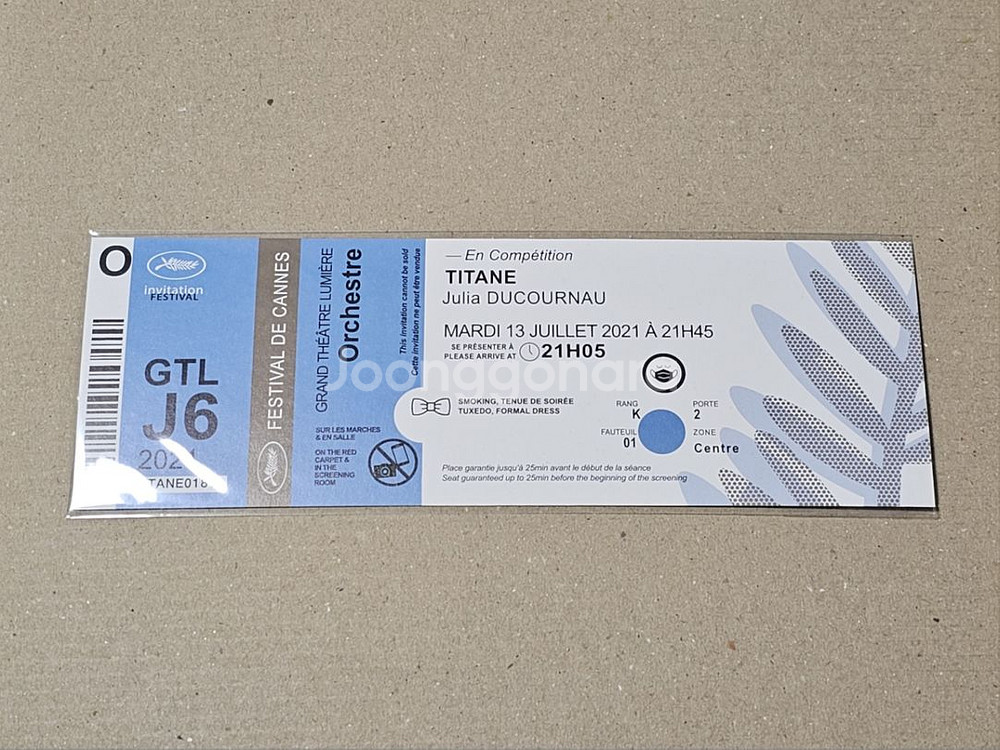 O
invitation
FESTIVAL
GTL
J6
2021
FESTIVAL DE CANNES
GRAND THÉÂTRE LUMIÈRE
Orchestre
This invitation cannot be sold
Cette invitation ne peut être vendue
SUR LES MARCHES
& EN SALLE
ON THE RED
CARPET &
IN THE
SCREENING
ROOM
— En Compétition
TITANE
Julia DUCOURNAU
MARDI 13 JUILLET 2021 À 21H45
SE PRÉSENTER À
PLEASE ARRIVE AT
21H05
SMOKING, TENUE DE SOIRÉE
TUXEDO, FORMAL DRESS
RANG
K
PORTE
2
FAUTEUIL
01
ZONE
Centre
Place garantie jusqu'à 25min avant le début de la séance
Seat guaranteed up to 25min before the beginning of the screening
Joonggonara